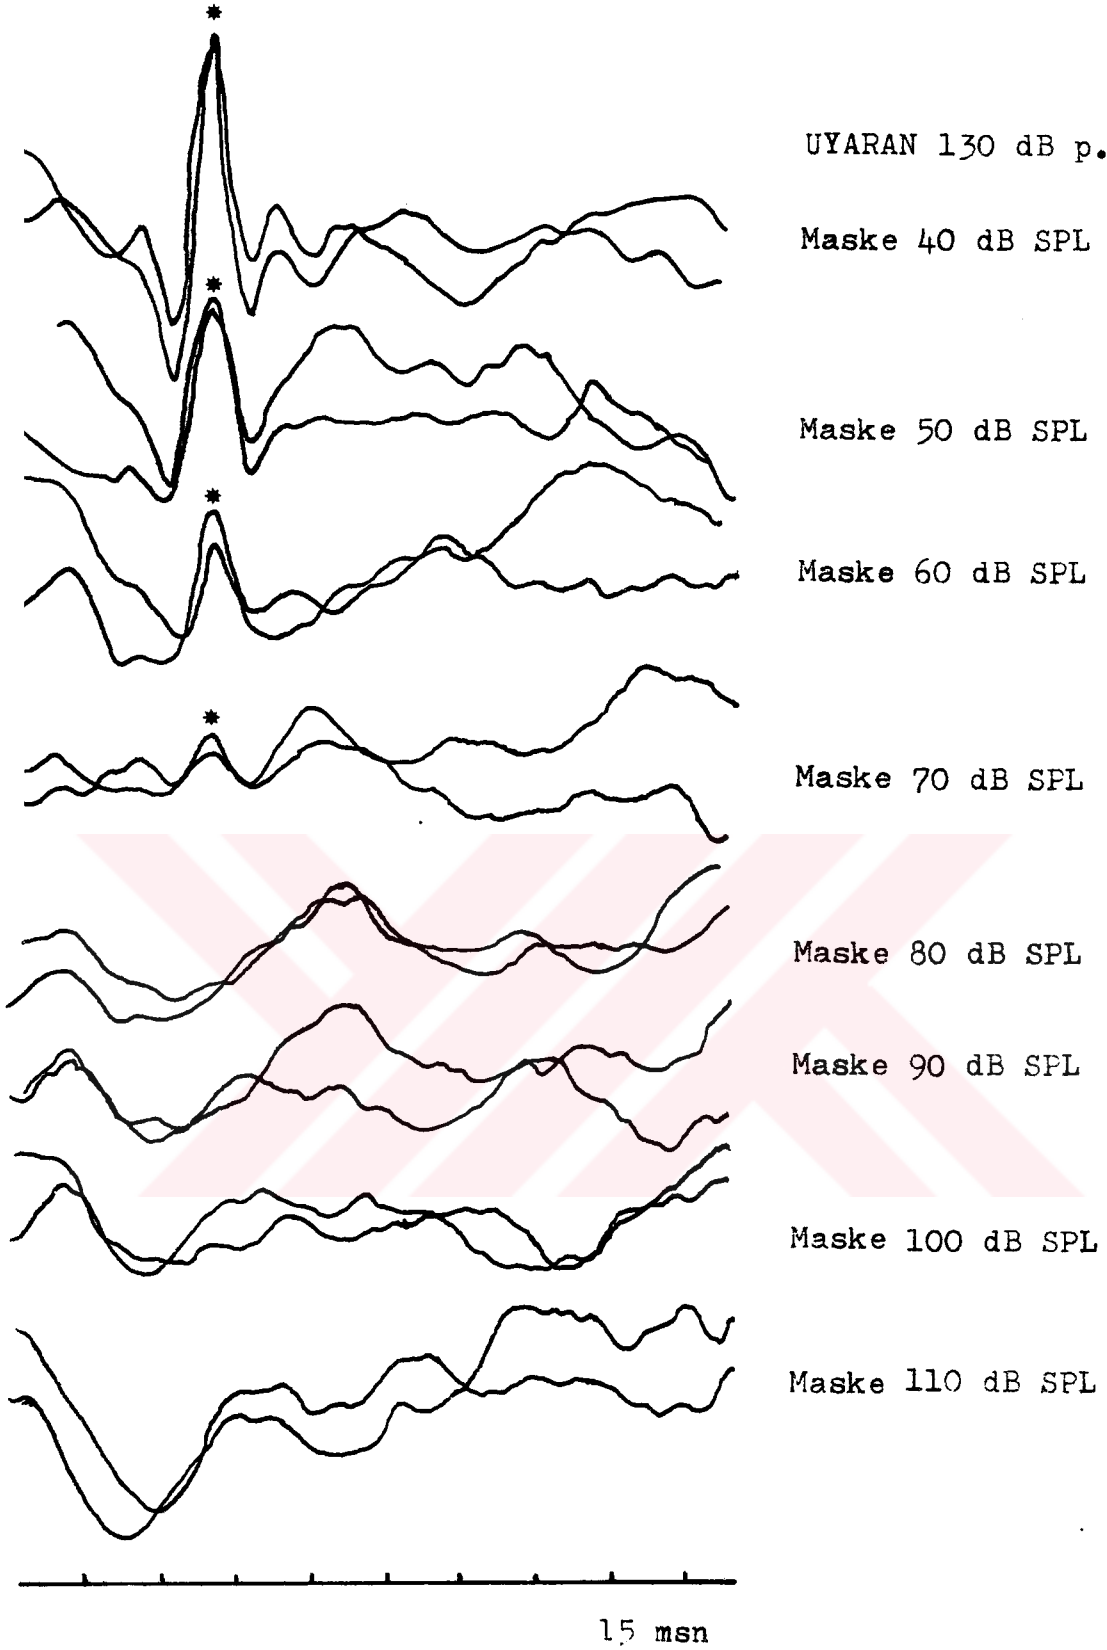 UYARAN 130 dB p.
Maske 40 dB SPL
Maske 50 dB SPL
Maske 60 dB SPL
Maske 70 dB SPL
Maske 80 dB SPL
Maske 90 dB SPL
Maske 100 dB SPL
Maske 110 dB SPL
15 msn